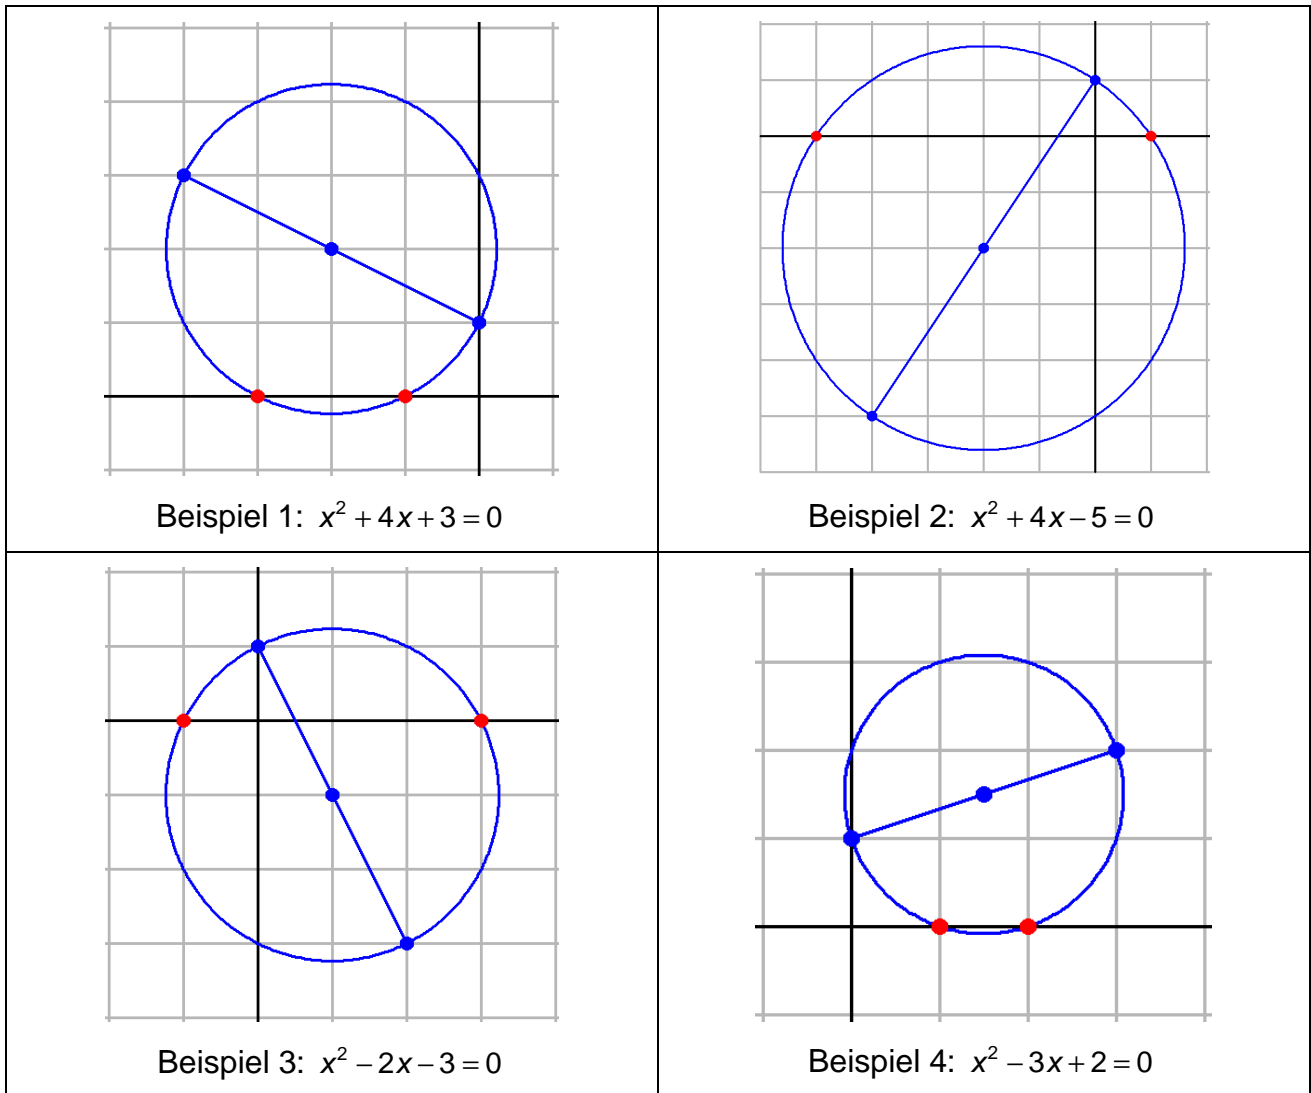 Beispiel 1: x² + 4x + 3 = 0
Beispiel 2: x² + 4x − 5 = 0
Beispiel 3: x² − 2x − 3 = 0
Beispiel 4: x² − 3x + 2 = 0